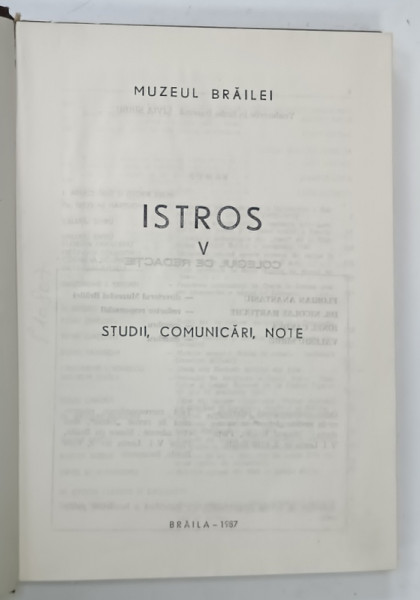 MUZEUL BRĂILEI
ISTROS
V
STUDII, COMUNICĂRI, NOTE
BRĂILA – 1987